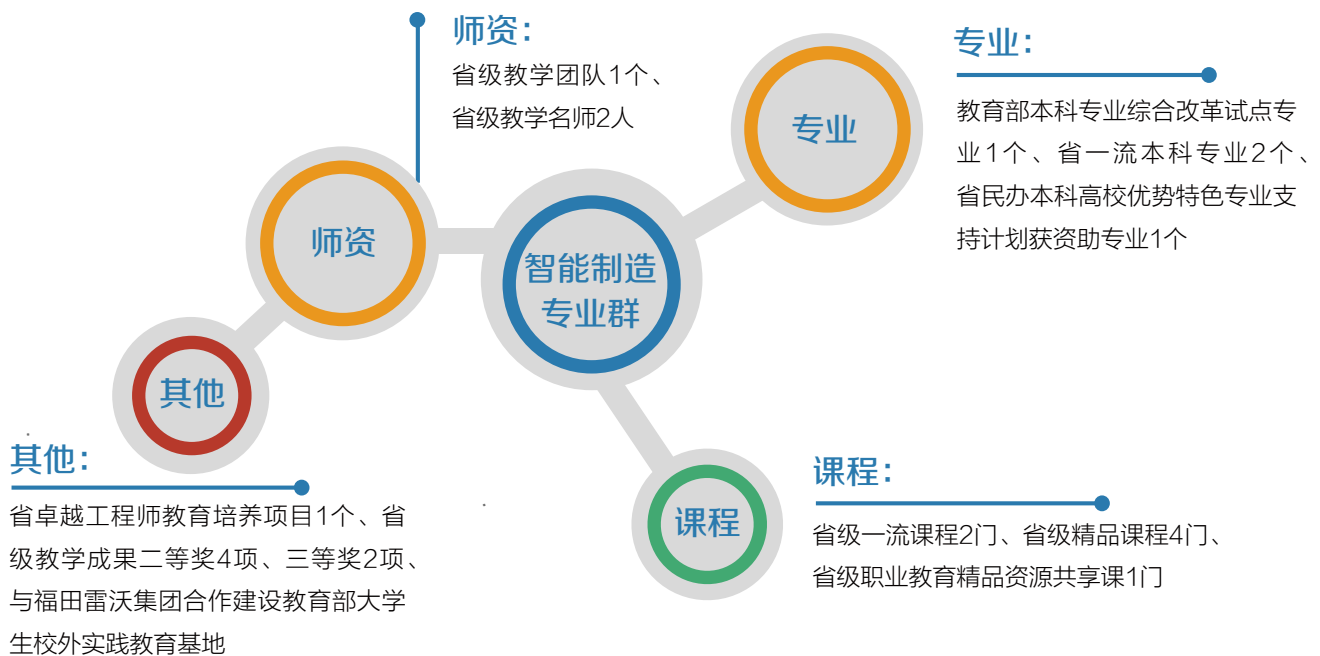 师资：
省级教学团队1个、
省级教学名师2人
专业：
教育部本科专业综合改革试点专
业1个、省一流本科专业2个、
省民办本科高校优势特色专业支
持计划获资助专业1个
专业
师资
智能制造
专业群
其他
其他：
省卓越工程师教育培养项目1个、省
级教学成果二等奖4项、三等奖2项、
与福田雷沃集团合作建设教育部大学
生校外实践教育基地
课程
课程：
省级一流课程2门、省级精品课程4门、
省级职业教育精品资源共享课1门